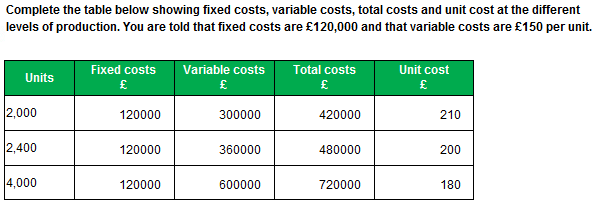 Complete the table below showing fixed costs, variable costs, total costs and unit cost at the different
levels of production. You are told that fixed costs are £120,000 and that variable costs are £150 per unit.
Units Fixed costs £ Variable costs £ Total costs £ Unit cost £
2,000 120000 300000 420000 210
2,400 120000 360000 480000 200
4,000 120000 600000 720000 180